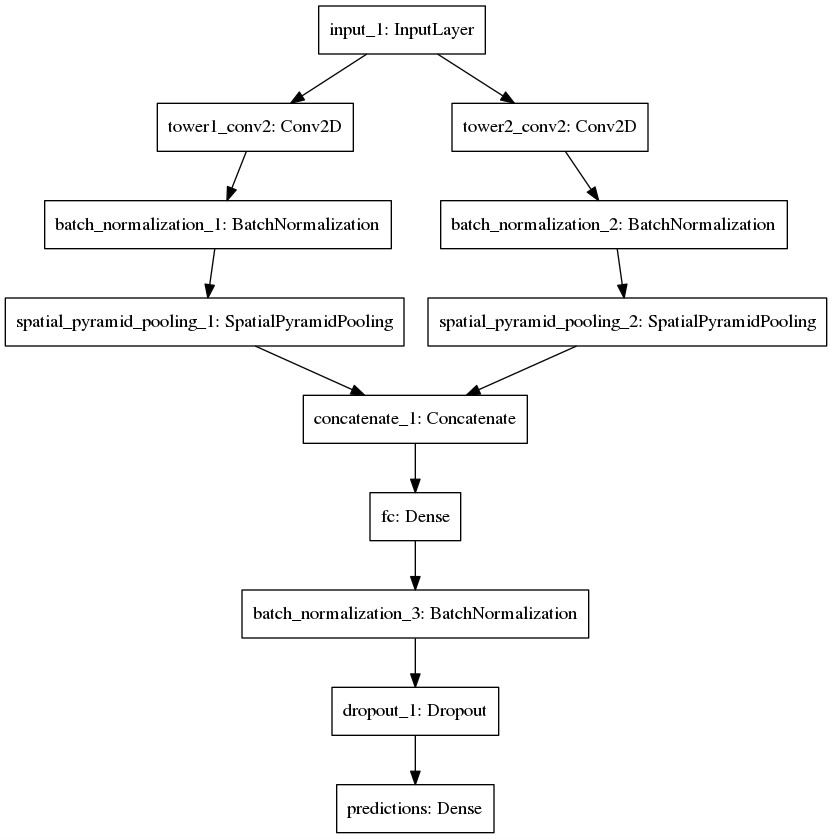 input_1: InputLayer
tower1_conv2: Conv2D
tower2_conv2: Conv2D
batch_normalization_1: BatchNormalization
batch_normalization_2: BatchNormalization
spatial_pyramid_pooling_1: SpatialPyramidPooling
spatial_pyramid_pooling_2: SpatialPyramidPooling
concatenate_1: Concatenate
fc: Dense
batch_normalization_3: BatchNormalization
dropout_1: Dropout
predictions: Dense